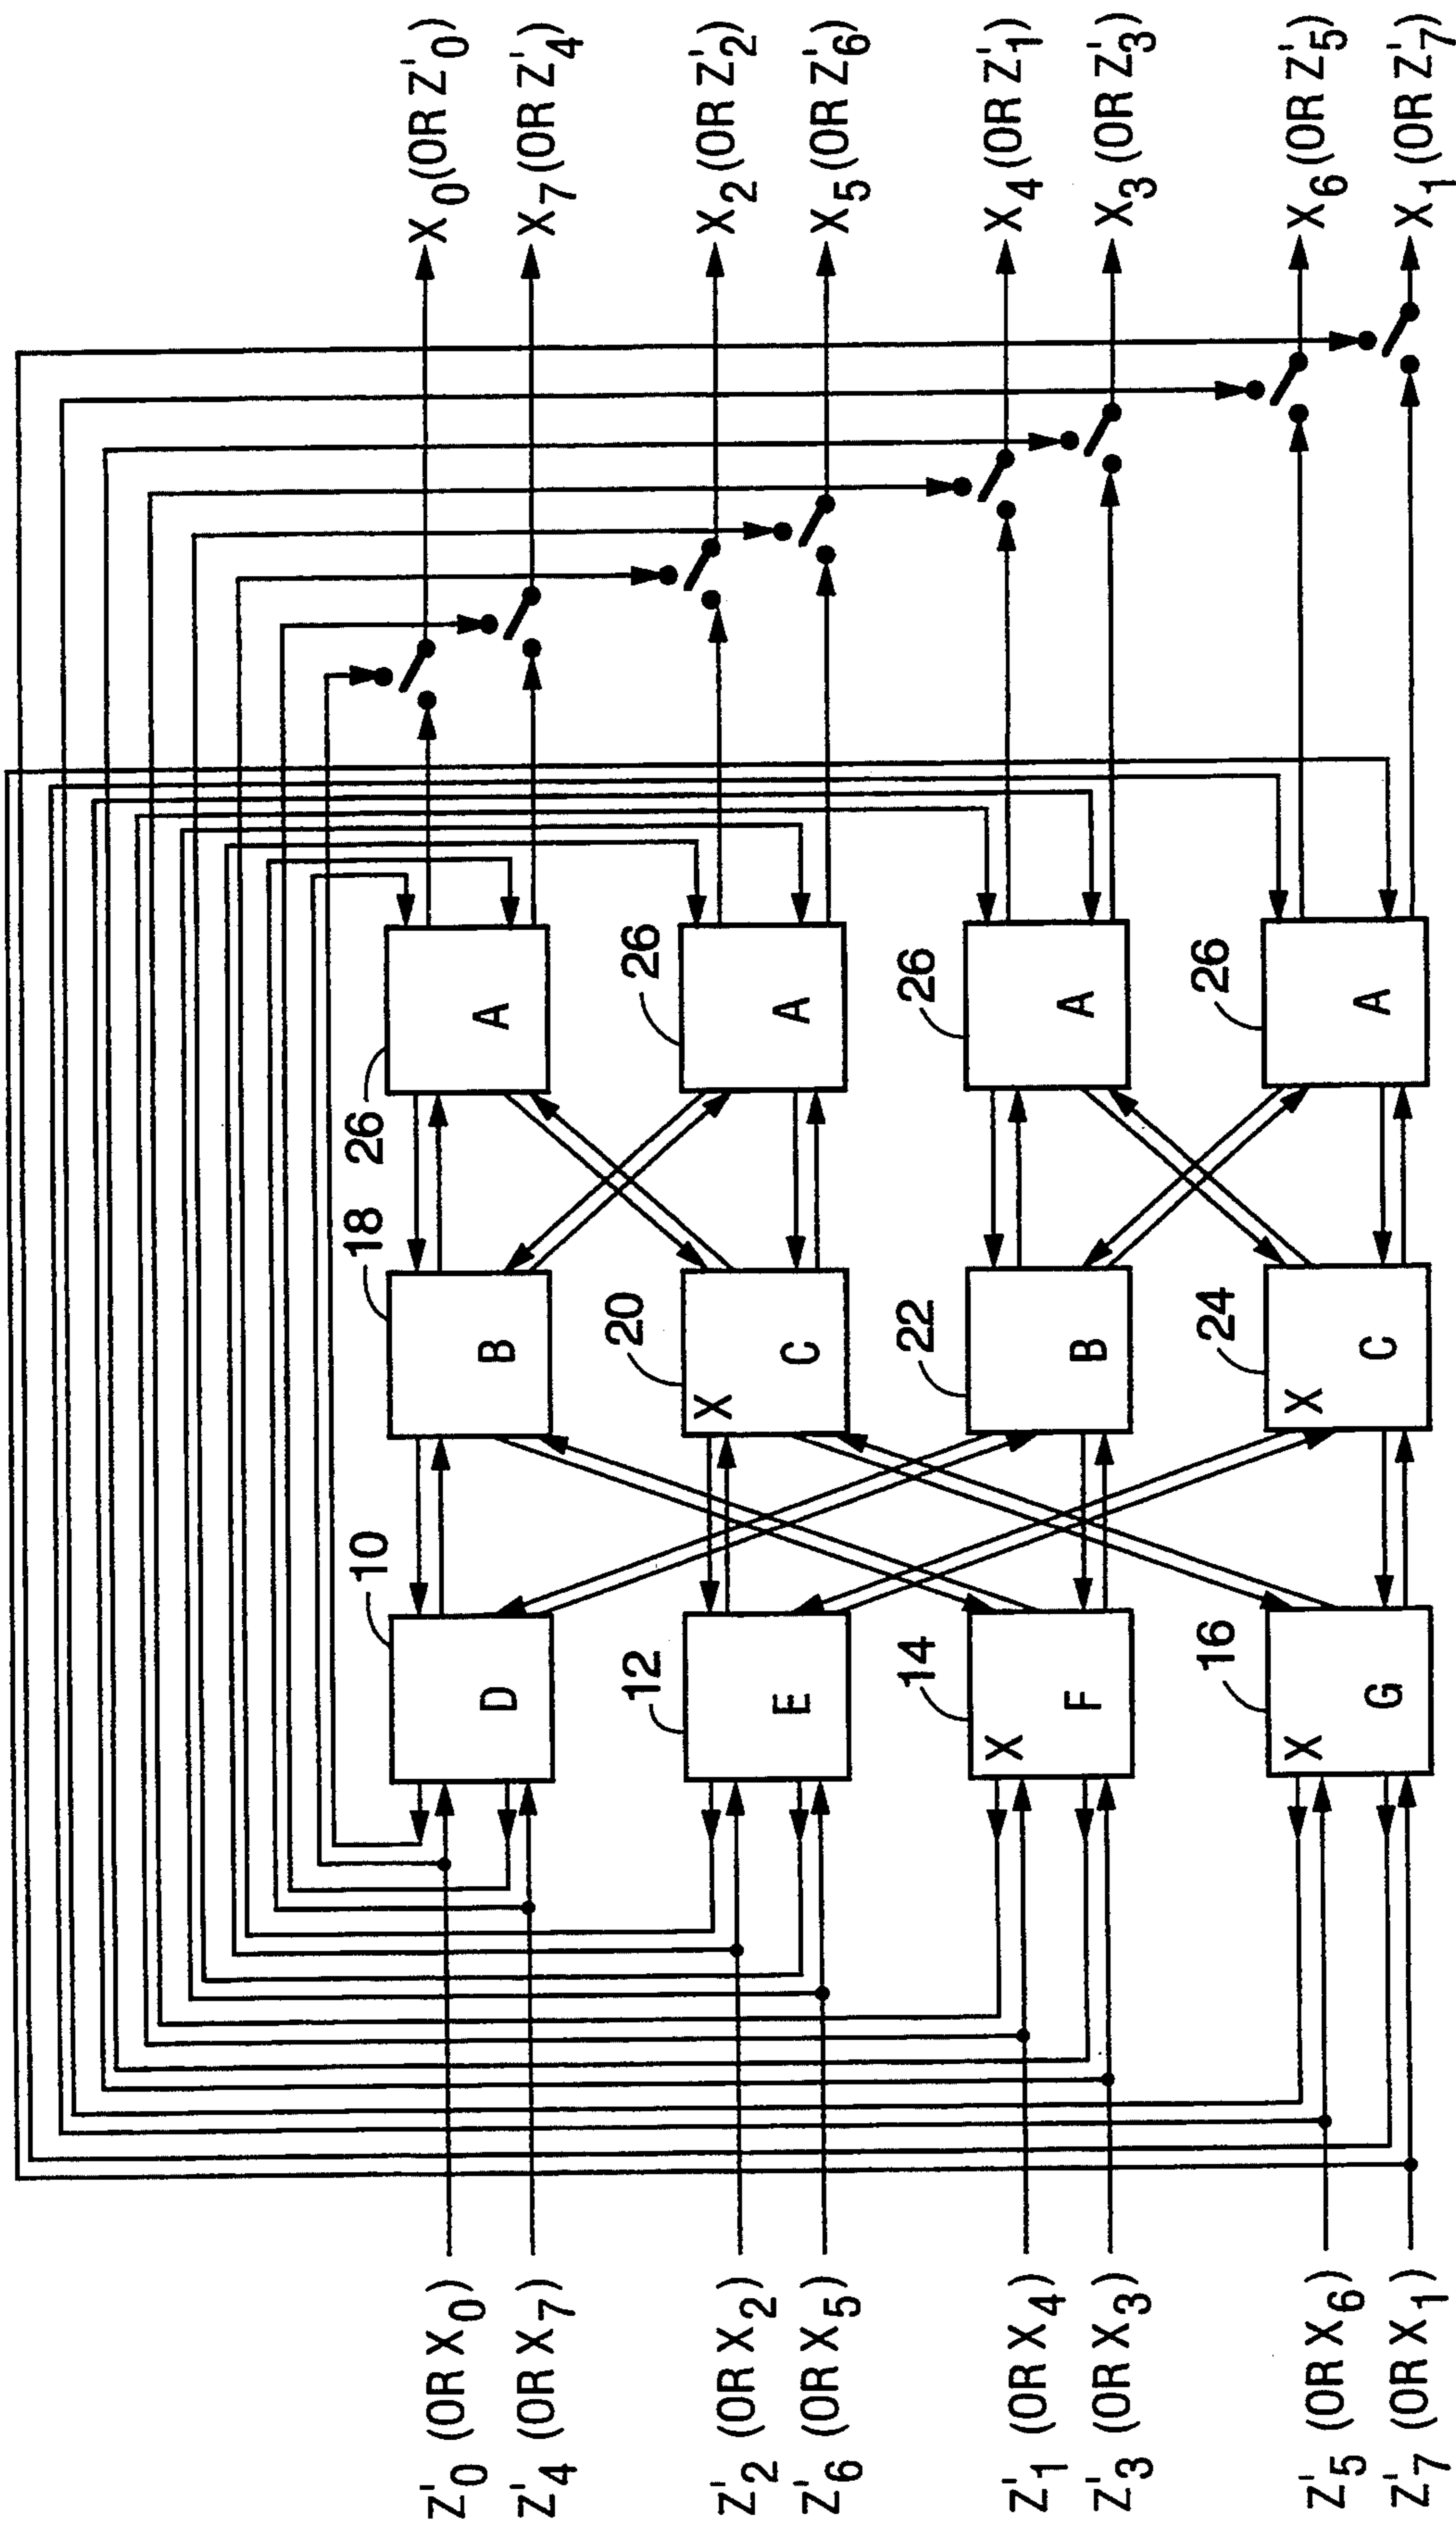 Z'0 (OR X0)
Z'4 (OR X7)
Z'2 (OR X2)
Z'6 (OR X5)
Z'1 (OR X4)
Z'3 (OR X3)
Z'5 (OR X6)
Z'7 (OR X1)
10
D
12
E
14
X
F
16
X
G
18
B
20
X
C
22
B
24
X
C
26
A
26
A
26
A
26
A
X0 (OR Z'0)
X7 (OR Z'4)
X2 (OR Z'2)
X5 (OR Z'6)
X4 (OR Z'1)
X3 (OR Z'3)
X6 (OR Z'5)
X1 (OR Z'7)